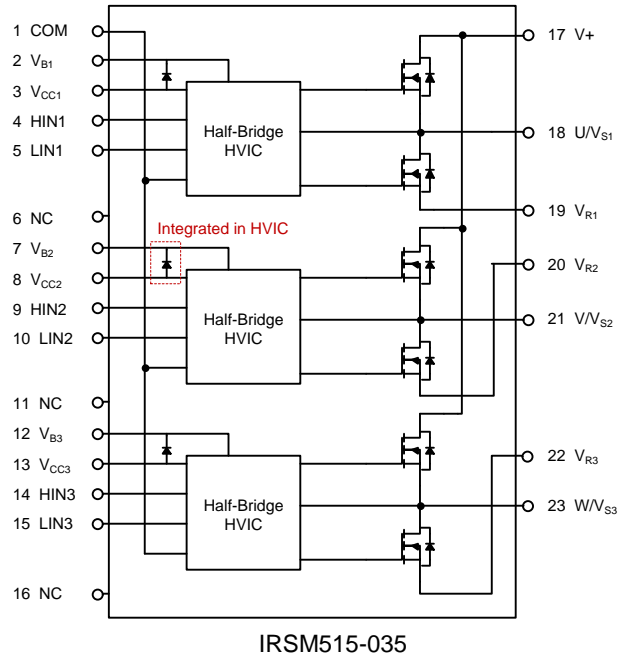 1 COM
2 VB1
3 VCC1
4 HIN1
5 LIN1
6 NC
7 VB2
8 VCC2
9 HIN2
10 LIN2
11 NC
12 VB3
13 VCC3
14 HIN3
15 LIN3
16 NC
Half-Bridge
HVIC
Integrated in HVIC
Half-Bridge
HVIC
Half-Bridge
HVIC
17 V+
18 U/VS1
19 VR1
20 VR2
21 V/VS2
22 VR3
23 W/VS3
IRSM515-035